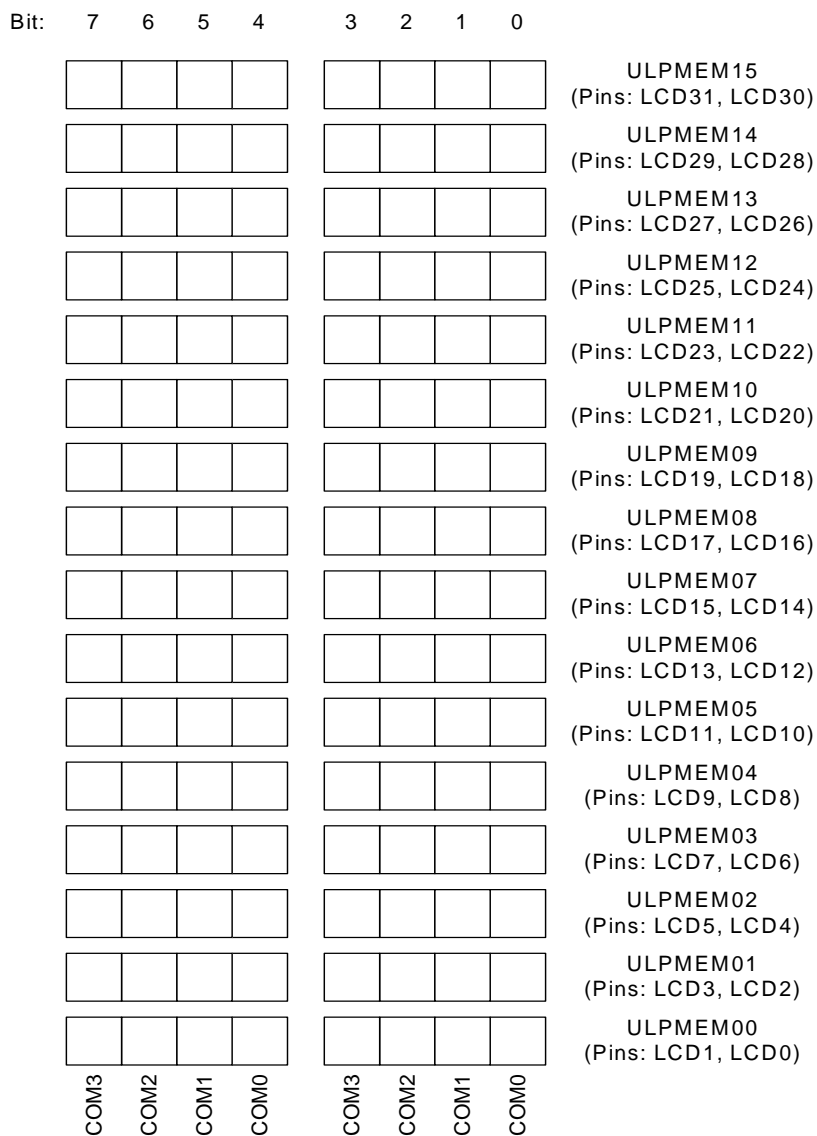 Bit: 7 6 5 4 3 2 1 0
ULPMEM15
(Pins: LCD31, LCD30)
ULPMEM14
(Pins: LCD29, LCD28)
ULPMEM13
(Pins: LCD27, LCD26)
ULPMEM12
(Pins: LCD25, LCD24)
ULPMEM11
(Pins: LCD23, LCD22)
ULPMEM10
(Pins: LCD21, LCD20)
ULPMEM09
(Pins: LCD19, LCD18)
ULPMEM08
(Pins: LCD17, LCD16)
ULPMEM07
(Pins: LCD15, LCD14)
ULPMEM06
(Pins: LCD13, LCD12)
ULPMEM05
(Pins: LCD11, LCD10)
ULPMEM04
(Pins: LCD9, LCD8)
ULPMEM03
(Pins: LCD7, LCD6)
ULPMEM02
(Pins: LCD5, LCD4)
ULPMEM01
(Pins: LCD3, LCD2)
ULPMEM00
(Pins: LCD1, LCD0)
COM3
COM2
COM1
COM0
COM3
COM2
COM1
COM0